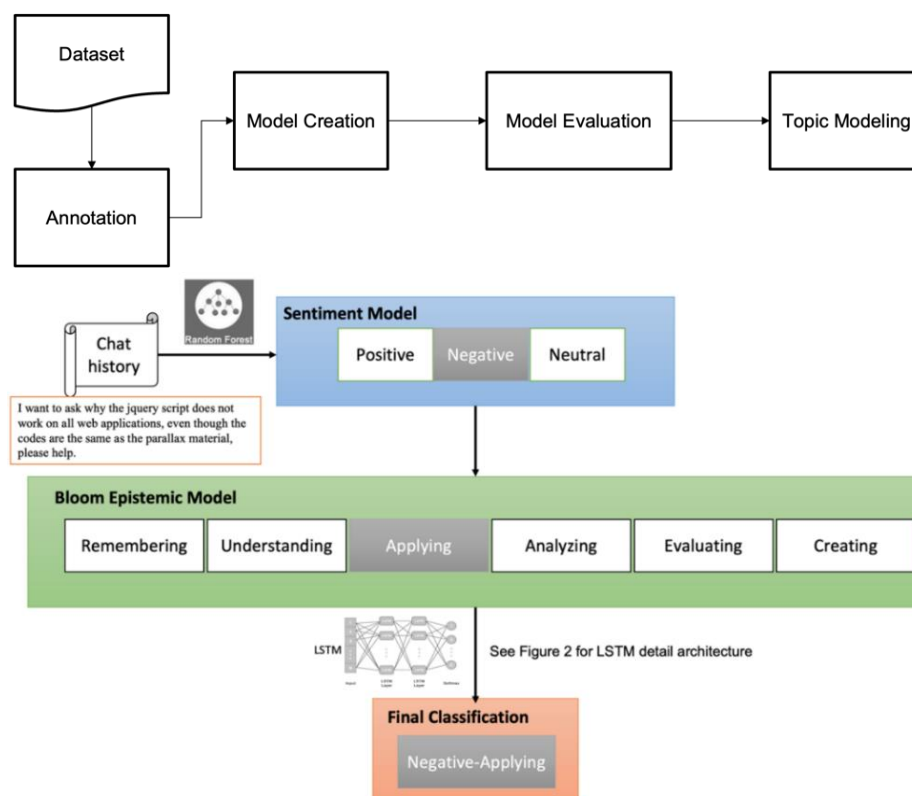 Dataset
Annotation
Model Creation
Model Evaluation
Topic Modeling
Chat
history
Random Forest
I want to ask why the jquery script does not
work on all web applications, even though the
codes are the same as the parallax material,
please help.
Sentiment Model
Positive
Negative
Neutral
Bloom Epistemic Model
Remembering
Understanding
Applying
Analyzing
Evaluating
Creating
LSTM
See Figure 2 for LSTM detail architecture
Final Classification
Negative-Applying